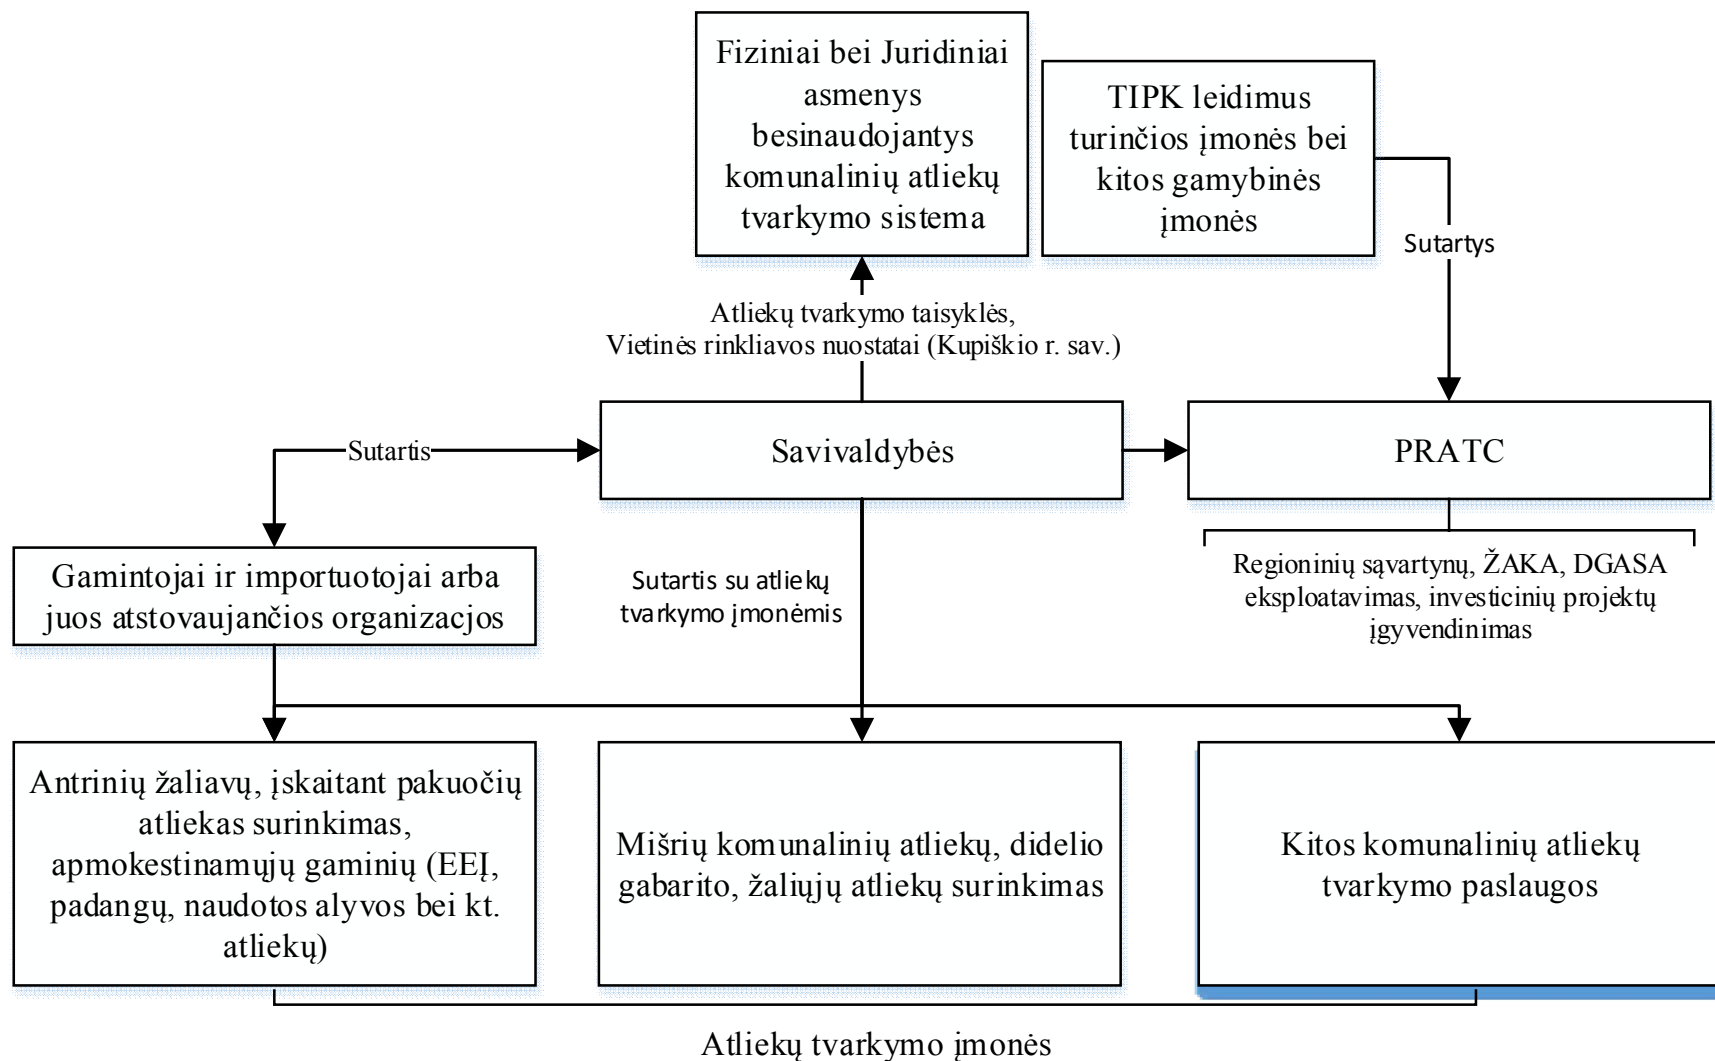 Fiziniai bei Juridiniai
asmenys
besinaudojantys
komunalinių atliekų
tvarkymo sistema
TIPK leidimus
turinčios įmonės bei
kitos gamybinės
įmonės
Sutartys
Atliekų tvarkymo taisyklės,
Vietinės rinkliavos nuostatai (Kupiškio r. sav.)
Sutartis
Savivaldybės
PRATC
Gamintojai ir importuotojai arba
juos atstovaujančios organizacjos
Sutartis su atliekų
tvarkymo įmonėmis
Regioninių sąvartynų, ŽAKA, DGASA
eksploatavimas, investicinių projektų
įgyvendinimas
Antrinių žaliavų, įskaitant pakuočių
atliekas surinkimas,
apmokestinamųjų gaminių (EEĮ,
padangų, naudotos alyvos bei kt.
atliekų)
Mišrių komunalinių atliekų, didelio
gabarito, žaliųjų atliekų surinkimas
Kitos komunalinių atliekų
tvarkymo paslaugos
Atliekų tvarkymo įmonės